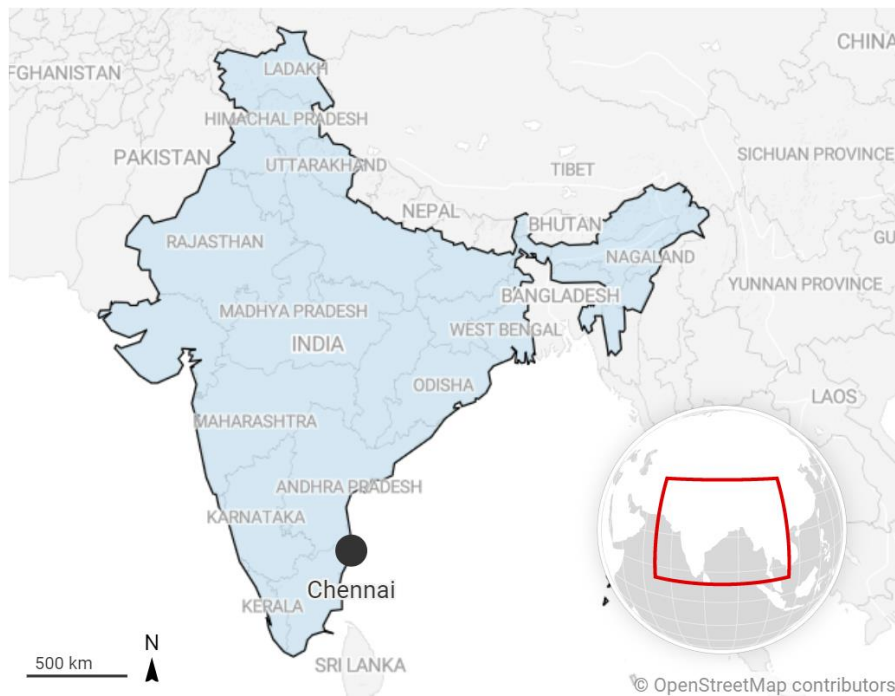 CHINA
FGHANISTAN
LADAKH
HIMACHAL PRADESH
PAKISTAN
UTTARAKHAND
TIBET
SICHUAN PROVINCE
NEPAL
BHUTAN
RAJASTHAN
NAGALAND
GU
YUNNAN PROVINCE
BANGLADESH
MADHYA PRADESH
WEST BENGAL
INDIA
ODISHA
LAOS
MAHARASHTRA
ANDHRA PRADESH
KARNATAKA
Chennai
KERALA
N
500 km
SRI LANKA
© OpenStreetMap contributors